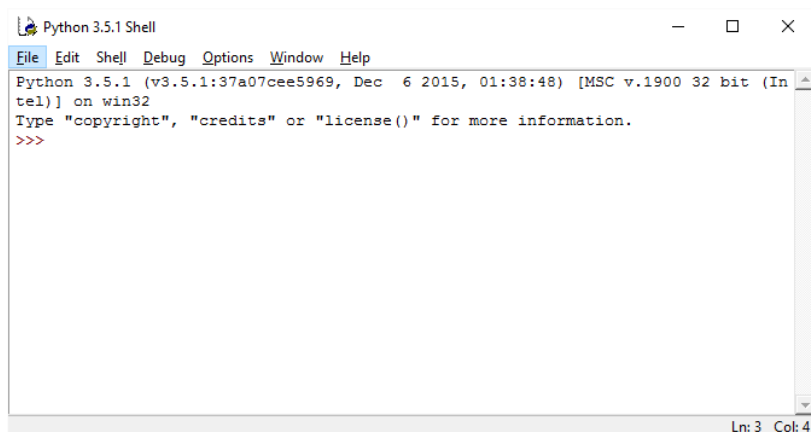 Python 3.5.1 Shell
File Edit Shell Debug Options Window Help
Python 3.5.1 (v3.5.1:37a07cee5969, Dec  6 2015, 01:38:48) [MSC v.1900 32 bit (In
tel)] on win32
Type "copyright", "credits" or "license()" for more information.
>>>
Ln: 3 Col: 4